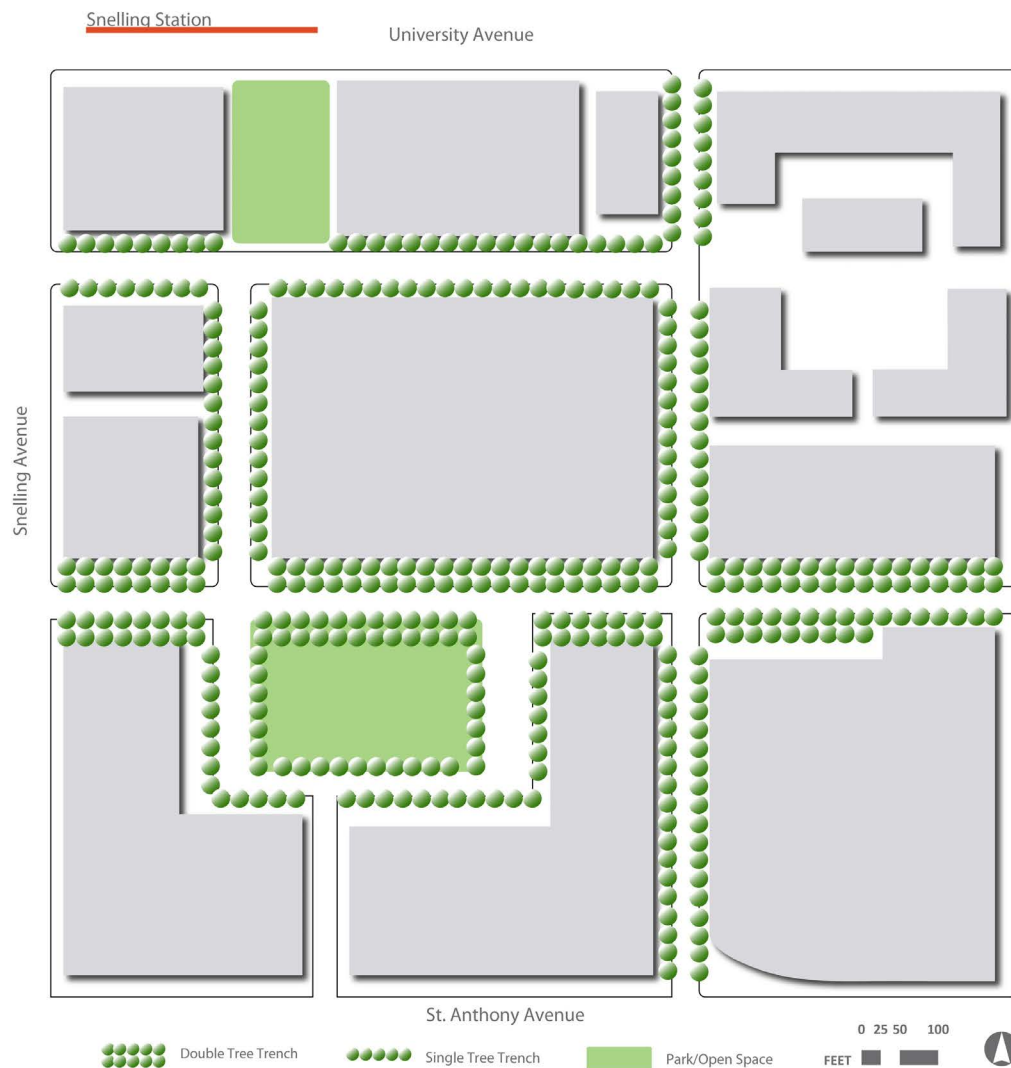 Snelling Station
University Avenue
Snelling Avenue
St. Anthony Avenue
Double Tree Trench
Single Tree Trench
Park/Open Space
0 25 50 100
FEET